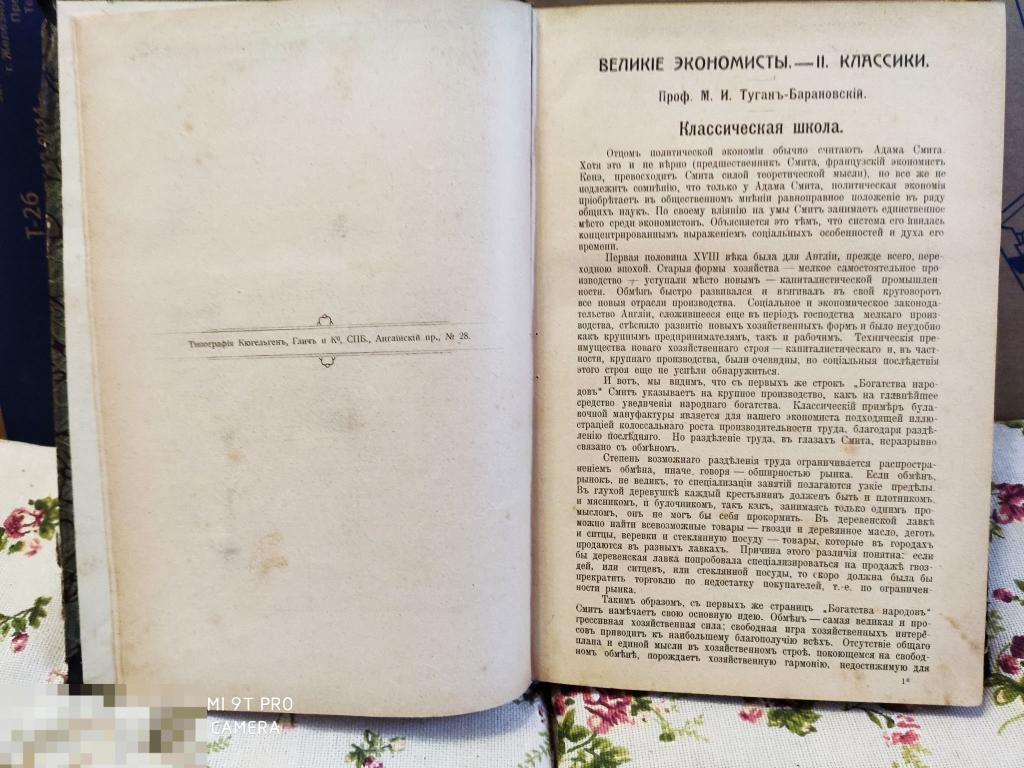 Т-26
Типографія Кюгельгенъ, Гличъ и Кº, СПБ., Англійскій пр., № 28.
ВЕЛИКІЕ ЭКОНОМИСТЫ.—II. КЛАССИКИ.
Проф. М. И. Туганъ-Барановскій.
Классическая школа.
Отцомъ политической экономіи обычно считаютъ Адама Смита.
Хотя это и не вѣрно (предшественникъ Смита, французскій экономистъ
Кенэ, превосходитъ Смита силой теоретической мысли), но все же не
подлежитъ сомнѣнію, что только у Адама Смита, политическая экономія
пріобрѣтаетъ въ общественномъ мнѣніи равноправное положеніе въ ряду
общихъ наукъ. По своему вліянію на умы Смитъ занимаетъ единственное
мѣсто среди экономистовъ. Объясняется это тѣмъ, что система его явилась
концентрированнымъ выраженіемъ соціальныхъ особенностей и духа его
времени.
Первая половина XVIII вѣка была для Англіи, прежде всего, пере-
ходною эпохой. Старыя формы хозяйства — мелкое самостоятельное про-
изводство — уступали мѣсто новымъ — капиталистической промышлен-
ности. Обмѣнъ быстро развивался и втягивалъ въ свой круговоротъ
все новыя отрасли производства. Соціальное и экономическое законода-
тельство Англіи, сложившееся еще въ періодъ господства мелкаго произ-
водства, стѣсняло развитіе новыхъ хозяйственныхъ формъ и было неудобно
какъ крупнымъ предпринимателямъ, такъ и рабочимъ. Техническія пре-
имущества новаго хозяйственнаго строя — капиталистическаго и, въ част-
ности, крупнаго производства, были очевидны, но соціальныя послѣдствія
этого строя еще не успѣли обнаружиться.
И вотъ, мы видимъ, что съ первыхъ же строкъ „Богатства наро-
довъ“ Смитъ указываетъ на крупное производство, какъ на главнѣйшее
средство увеличенія народнаго богатства. Классическій примѣръ була-
вочной мануфактуры является для нашего экономиста подходящей иллю-
страціей колоссальнаго роста производительности труда, благодаря раздѣ-
ленію послѣдняго. Но раздѣленіе труда, въ глазахъ Смита, неразрывно
связано съ обмѣномъ.
Степень возможнаго раздѣленія труда ограничивается распростра-
неніемъ обмѣна, иначе говоря — обширностью рынка. Если обмѣнъ,
рынокъ, не великъ, то спеціализаціи занятій полагаются узкіе предѣлы.
Въ глухой деревушкѣ каждый крестьянинъ долженъ быть и плотникомъ,
и мясникомъ, и булочникомъ, такъ какъ, занимаясь только однимъ про-
мысломъ, онъ не могъ бы себя прокормить. Въ деревенской лавкѣ
можно найти всевозможные товары — гвозди и деревянное масло, деготь
и ситцы, веревки и стеклянную посуду — товары, которые въ городахъ
продаются въ разныхъ лавкахъ. Причина этого различія понятна: если
бы деревенская лавка попробовала спеціализироваться на продажѣ гвоз-
дей, или ситцевъ, или стеклянной посуды, то скоро должна была бы
прекратить торговлю по недостатку покупателей, т.-е. по ограничен-
ности рынка.
Такимъ образомъ, съ первыхъ же страницъ „Богатства народовъ“
Смитъ намѣчаетъ свою основную идею. Обмѣнъ — самая великая и про-
грессивная хозяйственная сила; свободная игра хозяйственныхъ интере-
совъ приводитъ къ наибольшему благополучію всѣхъ. Отсутствіе общаго
плана и единой мысли въ хозяйственномъ строѣ, покоющемся на свобод-
номъ обмѣнѣ, порождаетъ хозяйственную гармонію, недостижимую для
1*
MI 9T PRO
CAMERA